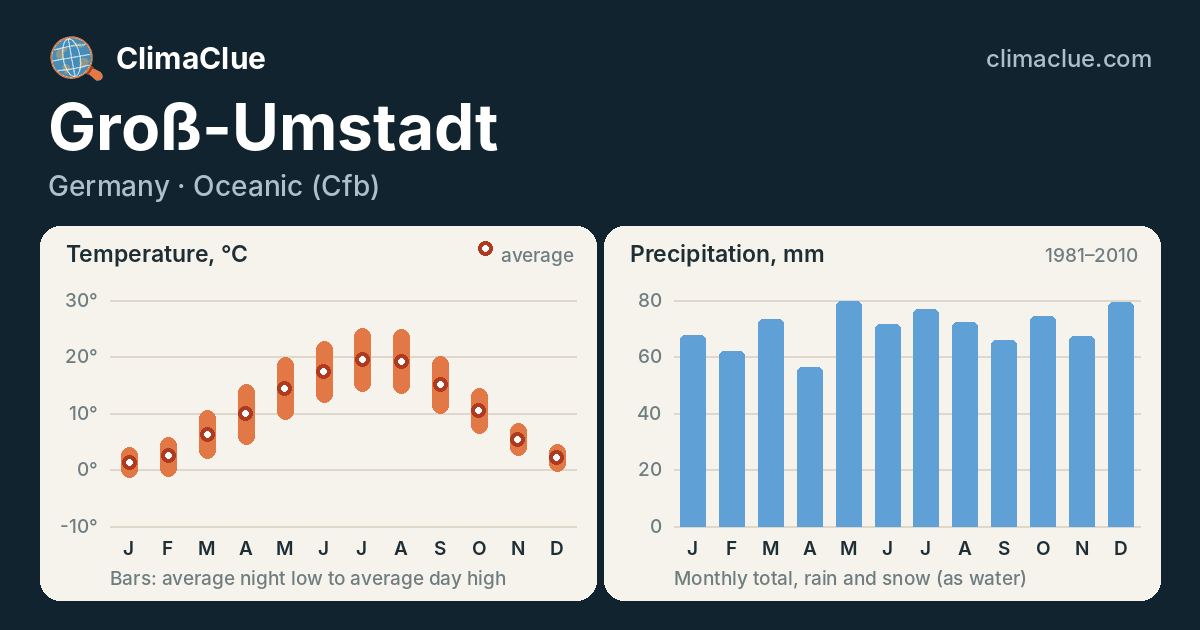 ClimaClue
climaclue.com
Groß-Umstadt
Germany · Oceanic (Cfb)
Temperature, °C
average
30°
20°
10°
0°
-10°
J F M A M J J A S O N D
Bars: average night low to average day high
Precipitation, mm
1981–2010
80
60
40
20
0
J F M A M J J A S O N D
Monthly total, rain and snow (as water)